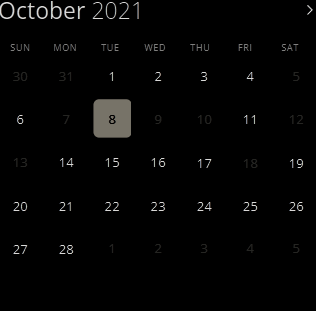 October 2021
SUN MON TUE WED THU FRI SAT
30 31 1 2 3 4 5
6 7 8 9 10 11 12
13 14 15 16 17 18 19
20 21 22 23 24 25 26
27 28 1 2 3 4 5